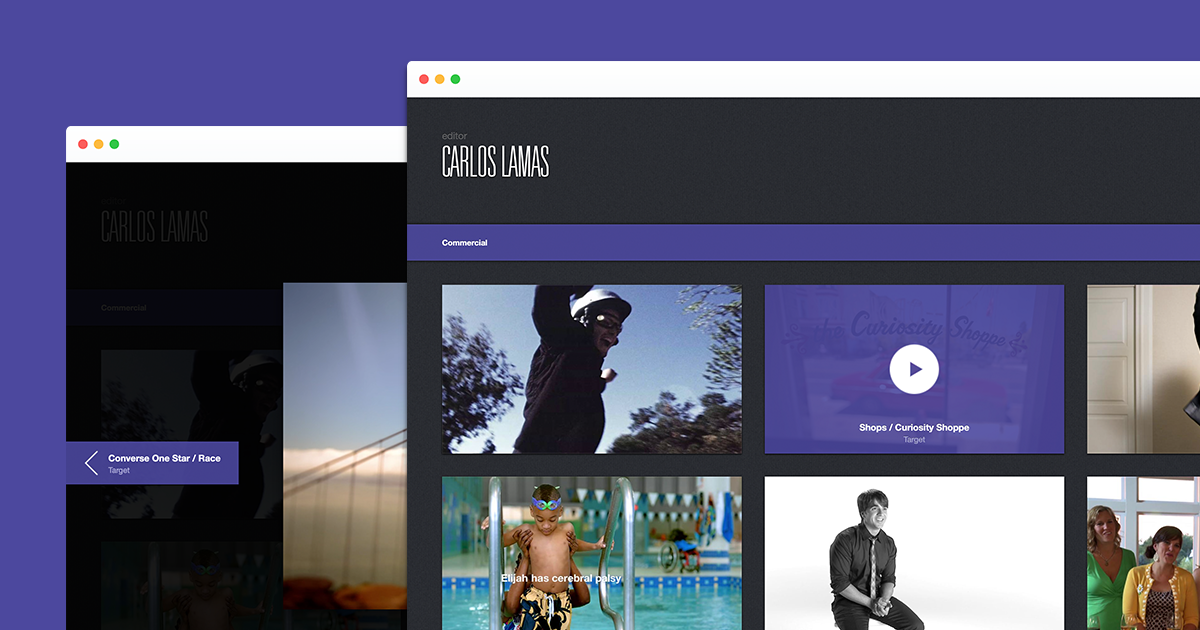 editor
CARLOS LAMAS
Commercial
Curiosity Shoppe
Shops / Curiosity Shoppe
Target
Elijah has cerebral palsy
CARLOS LAMAS
Commercial
Converse One Star / Race
Target